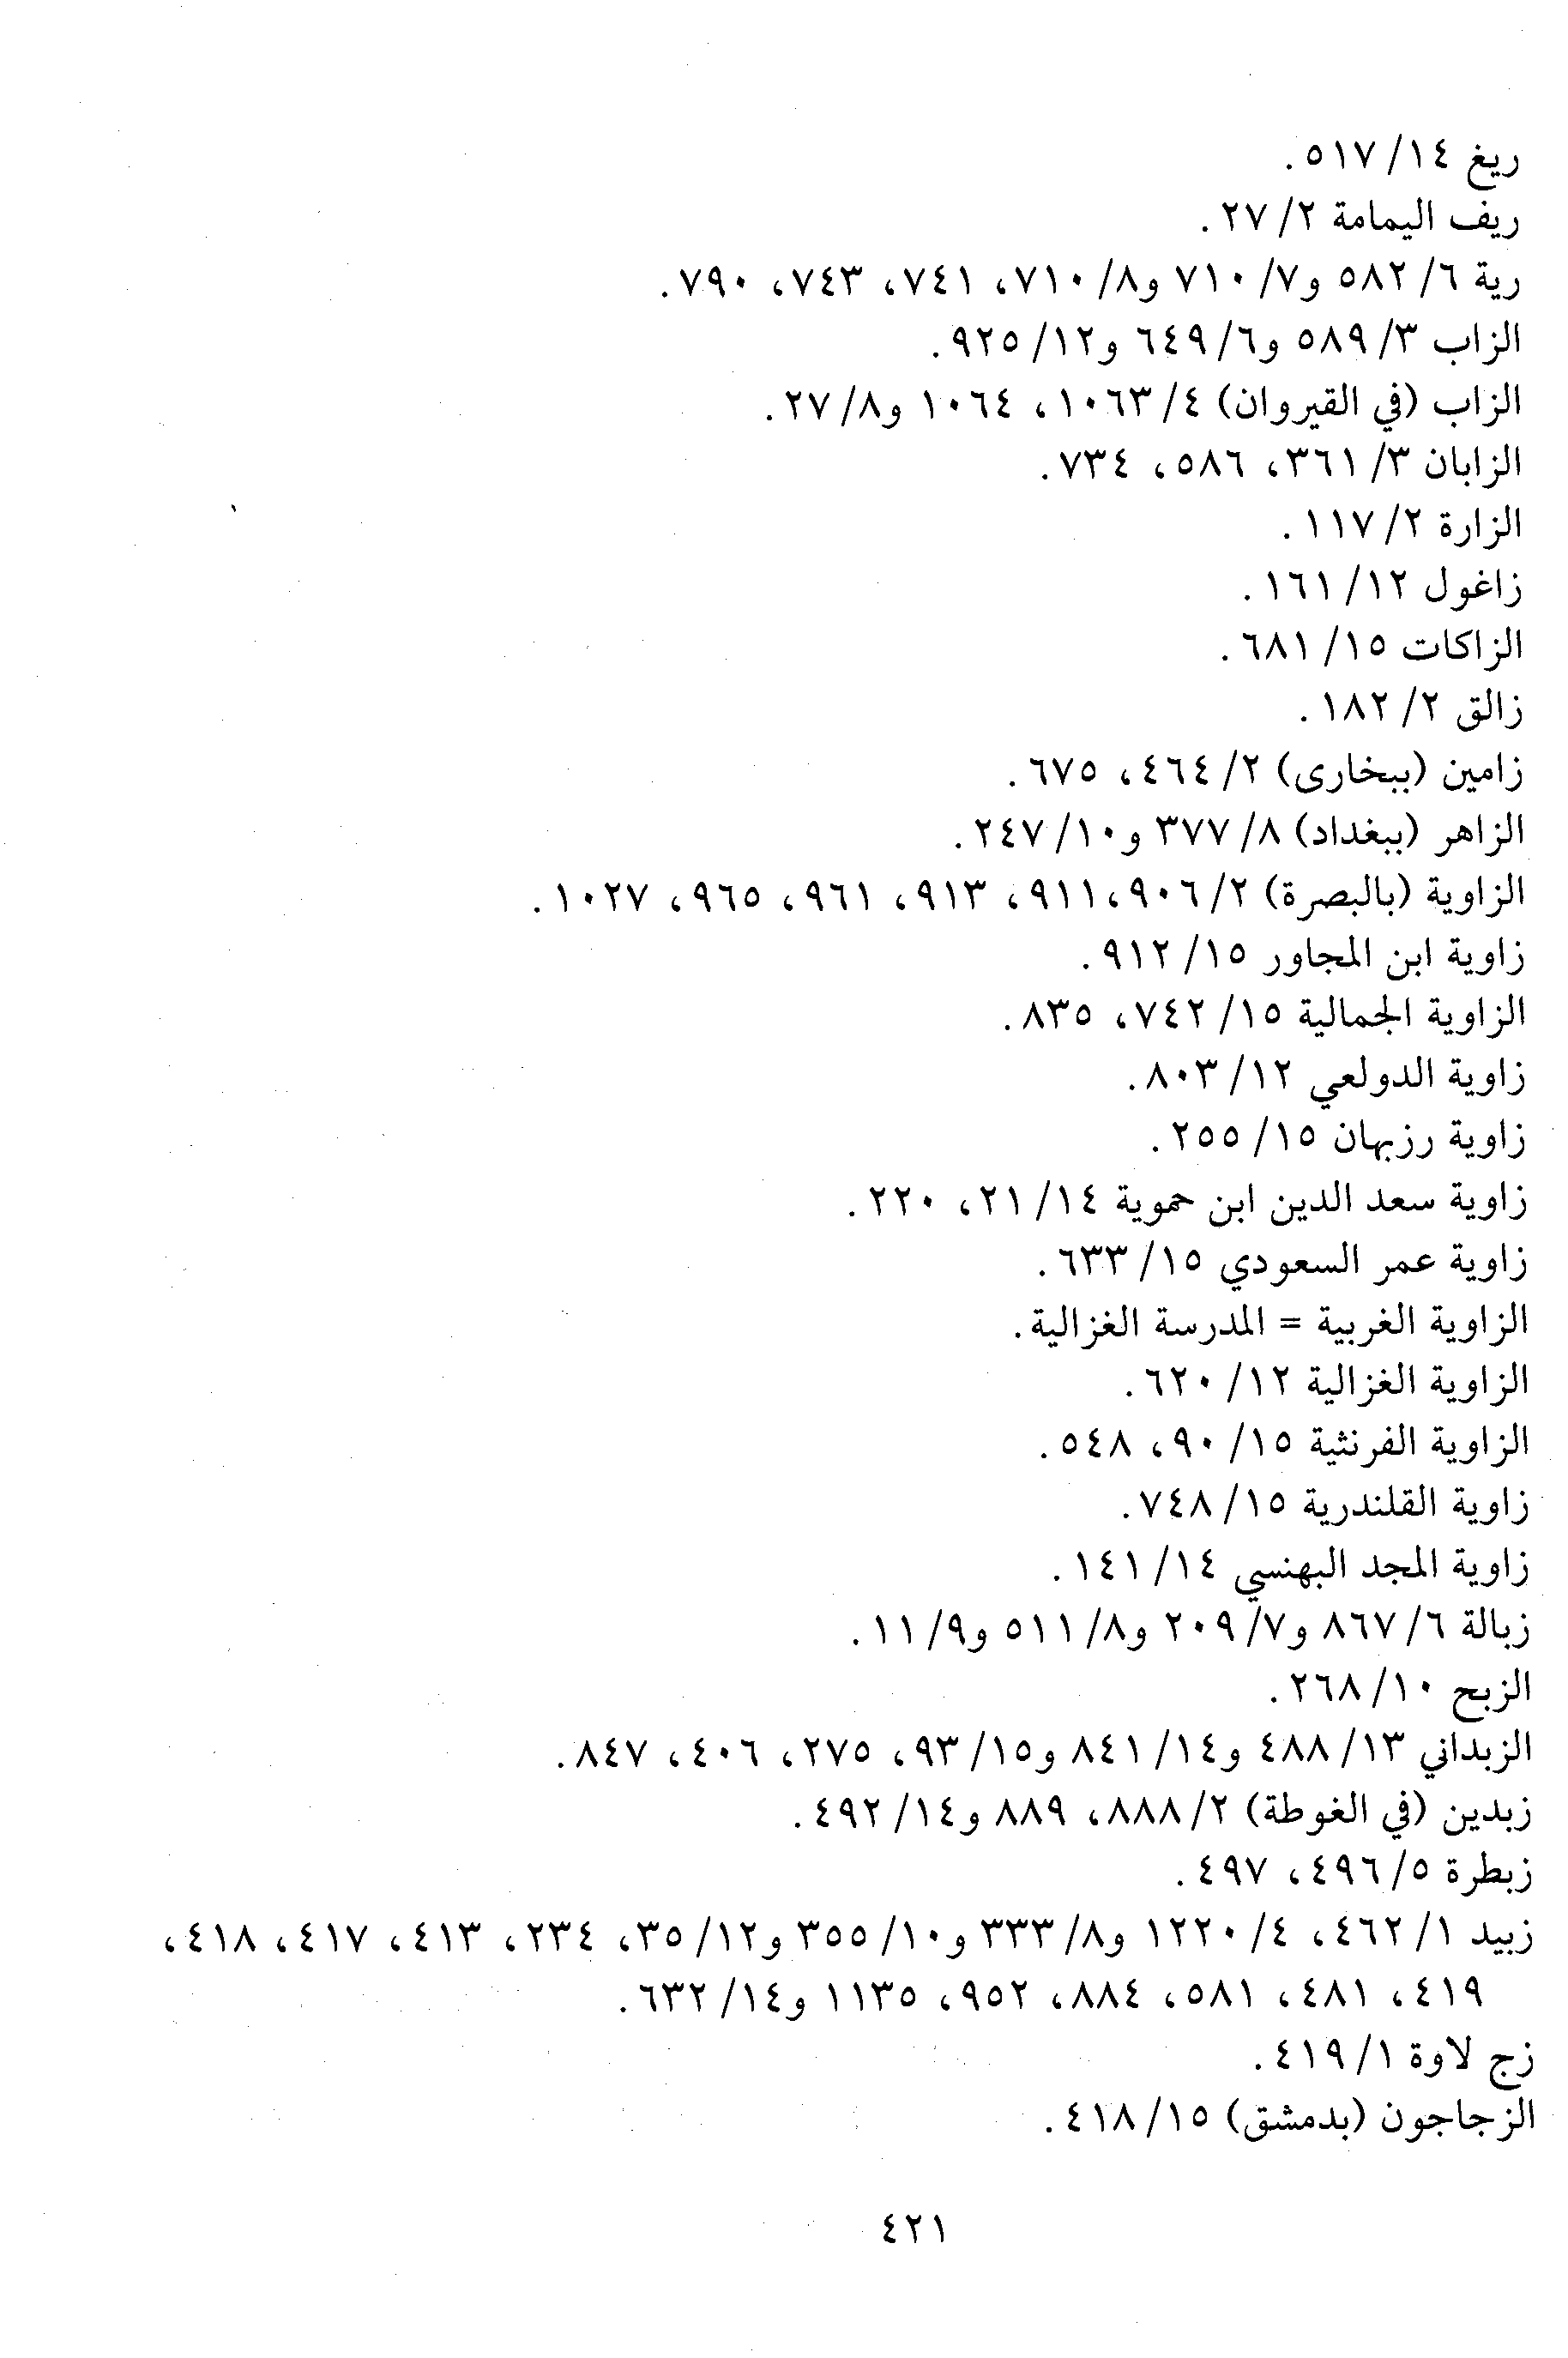 ريغ ١٤/ ٥١٧.
ريف اليمامة ٢/ ٢٧.
رية ٦/ ٥٨٢ و٧/ ٧١٠ و٨/ ٧١٠، ٧٤١، ٧٤٣، ٧٩٠.
الزاب ٣/ ٥٨٩ و٦/ ٦٤٩ و١٢/ ٩٢٥.
الزاب (في القيروان) ٤/ ١٠٦٣، ١٠٦٤ و٨/ ٢٧.
الزابان ٣/ ٣٦١، ٥٨٦، ٧٣٤.
الزارة ٢/ ١١٧.
زاغول ١٢/ ١٦١.
الزاكات ١٥/ ٦٨١.
زالق ٢/ ١٨٢.
زامين (ببخارى) ٢/ ٤٦٤، ٦٧٥.
الزاهر (ببغداد) ٨/ ٣٧٧ و١٠/ ٢٤٧.
الزاوية (بالبصرة) ٢/ ٩٠٦، ٩١١، ٩١٣، ٩٦١، ٩٦٥، ١٠٢٧.
زاوية ابن المجاور ١٥/ ٩١٢.
الزاوية الجمالية ١٥/ ٧٤٢، ٨٣٥.
زاوية الدولعي ١٢/ ٨٠٣.
زاوية رزبهان ١٥/ ٢٥٥.
زاوية سعد الدين ابن حموية ١٤/ ٢١، ٢٢٠.
زاوية عمر السعودي ١٥/ ٦٣٣.
الزاوية الغربية = المدرسة الغزالية.
الزاوية الغزالية ١٢/ ٦٢٠.
الزاوية الفرنثية ١٥/ ٩٠، ٥٤٨.
زاوية القلندرية ١٥/ ٧٤٨.
زاوية المجد البهنسي ١٤/ ١٤١.
زبالة ٦/ ٨٦٧ و٧/ ٢٠٩ و٨/ ٥١١ و٩/ ١١.
الزبح ١٠/ ٢٦٨.
الزبداني ١٣/ ٤٨٨ و١٤/ ٨٤١ و١٥/ ٩٣، ٢٧٥، ٤٠٦، ٨٤٧.
زبدين (في الغوطة) ٢/ ٨٨٨، ٨٨٩ و١٤/ ٤٩٢.
زبطرة ٥/ ٤٩٦، ٤٩٧.
زبيد ١/ ٤٦٢، ٤/ ١٢٢٠ و٨/ ٣٣٣ و١٠/ ٣٥٥ و١٢/ ٣٥، ٢٣٤، ٤١٣، ٤١٧، ٤١٨،
٤١٩، ٤٨١، ٥٨١، ٨٨٤، ٩٥٢، ١١٣٥ و١٤/ ٦٣٢.
زج لاوة ١/ ٤١٩.
الزجاجون (بدمشق) ١٥/ ٤١٨.
٤٢١